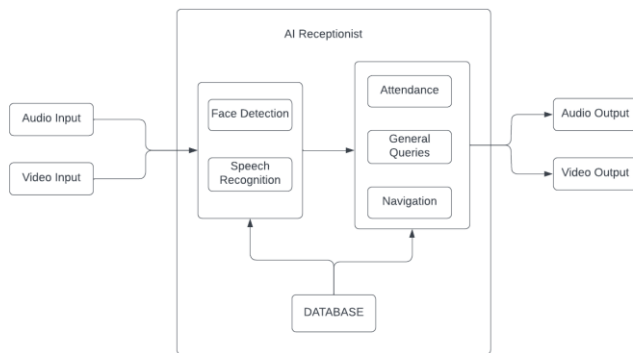 AI Receptionist
Audio Input
Video Input
Face Detection
Speech
Recognition
Attendance
General
Queries
Navigation
Audio Output
Video Output
DATABASE